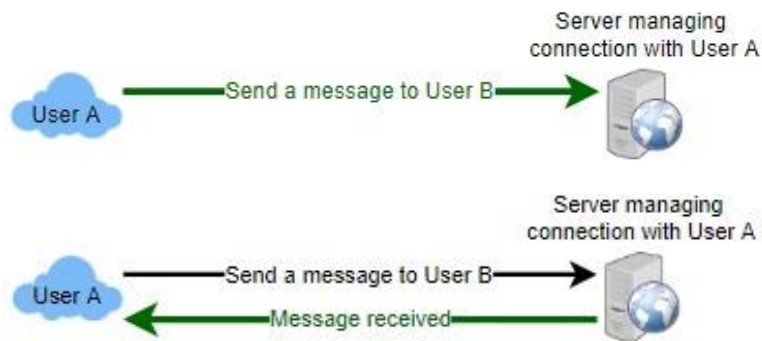 Server managing
connection with User A
Send a message to User B
User A
Server managing
connection with User A
Send a message to User B
User A
Message received